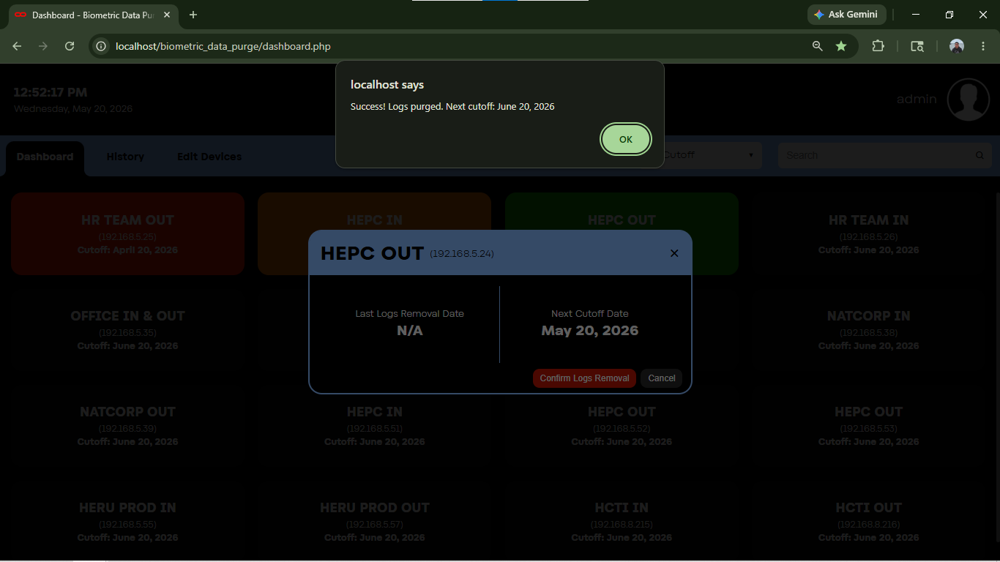 Dashboard - Biometric Data Pu
Ask Gemini
localhost/biometric_data_purge/dashboard.php
localhost says
Success! Logs purged. Next cutoff: June 20, 2026
OK
12:52:17 PM
Wednesday, May 20, 2026
admin
Dashboard
History
Edit Devices
Cutoff
Search
HR TEAM OUT
(192.168.5.25)
Cutoff: April 20, 2026
HEPC IN
HEPC OUT
HR TEAM IN
(192.168.5.26)
Cutoff: June 20, 2026
HEPC OUT (192.168.5.24)
Last Logs Removal Date
N/A
Next Cutoff Date
May 20, 2026
Confirm Logs Removal
Cancel
OFFICE IN & OUT
(192.168.5.35)
Cutoff: June 20, 2026
NATCORP IN
(192.168.5.38)
Cutoff: June 20, 2026
NATCORP OUT
(192.168.5.39)
Cutoff: June 20, 2026
HEPC IN
(192.168.5.51)
Cutoff: June 20, 2026
HEPC OUT
(192.168.5.52)
Cutoff: June 20, 2026
HEPC OUT
(192.168.5.53)
Cutoff: June 20, 2026
HERU PROD IN
(192.168.5.55)
Cutoff: June 20, 2026
HERU PROD OUT
(192.168.5.57)
Cutoff: June 20, 2026
HCTI IN
(192.168.8.215)
Cutoff: June 20, 2026
HCTI OUT
(192.168.8.216)
Cutoff: June 20, 2026